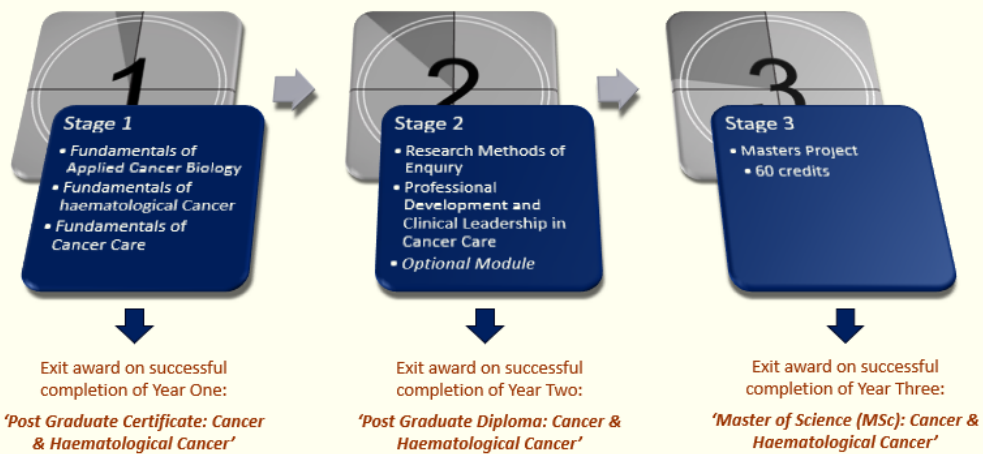 1
Stage 1
• Fundamentals of
Applied Cancer Biology
• Fundamentals of
haematological Cancer
• Fundamentals of
Cancer Care
Exit award on successful
completion of Year One:
‘Post Graduate Certificate: Cancer
& Haematological Cancer’
2
Stage 2
• Research Methods of
Enquiry
• Professional
Development and
Clinical Leadership in
Cancer Care
• Optional Module
Exit award on successful
completion of Year Two:
‘Post Graduate Diploma: Cancer &
Haematological Cancer’
3
Stage 3
• Masters Project
• 60 credits
Exit award on successful
completion of Year Three:
‘Master of Science (MSc): Cancer &
Haematological Cancer’